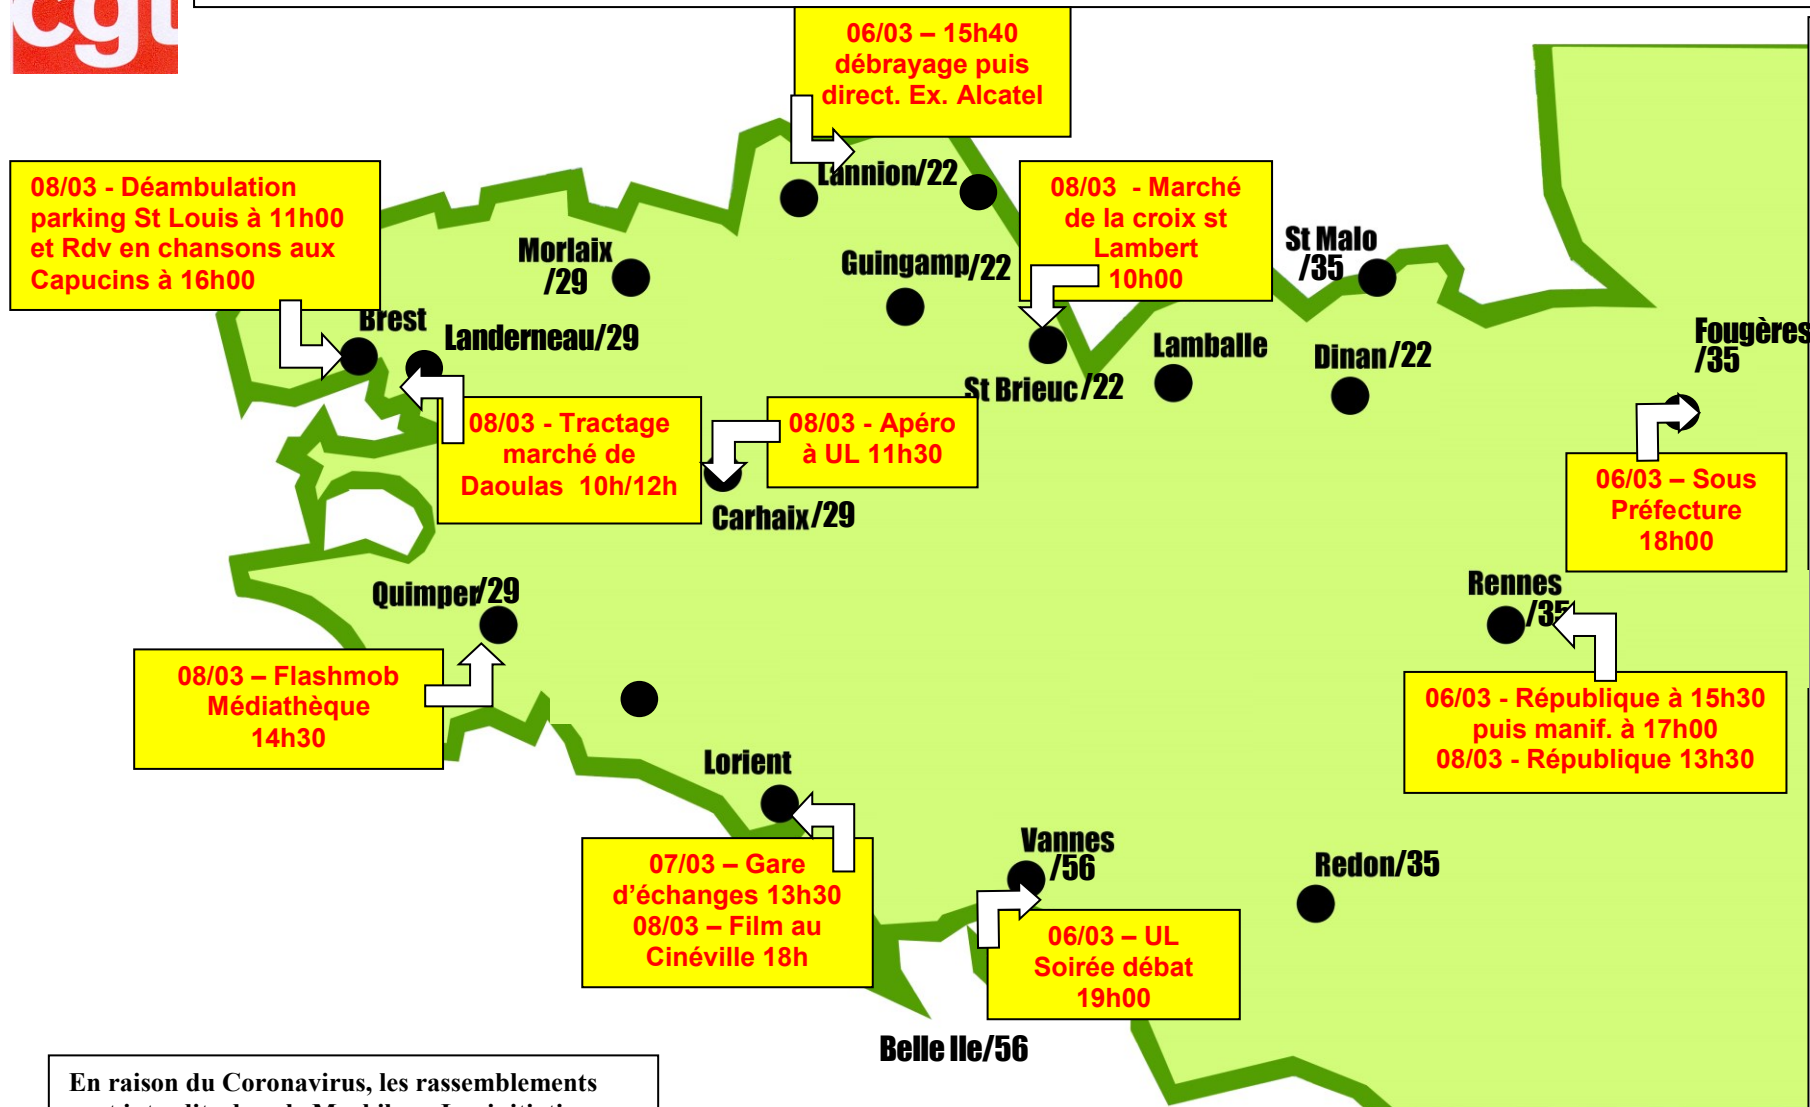 cgt
06/03 – 15h40
débrayage puis
direct. Ex. Alcatel
08/03 - Déambulation
parking St Louis à 11h00
et Rdv en chansons aux
Capucins à 16h00
Lannion/22
08/03 - Marché
de la croix st
Lambert
10h00
St Malo
/35
Morlaix
/29
Guingamp/22
Brest
Landerneau/29
St Brieuc/22
Lamballe
Dinan/22
Fougères
/35
08/03 - Tractage
marché de
Daoulas 10h/12h
08/03 - Apéro
à UL 11h30
Carhaix/29
06/03 – Sous
Préfecture
18h00
Quimper/29
Rennes
/35
08/03 – Flashmob
Médiathèque
14h30
06/03 - République à 15h30
puis manif. à 17h00
08/03 - République 13h30
Lorient
07/03 – Gare
d’échanges 13h30
08/03 – Film au
Cinéville 18h
Vannes
/56
Redon/35
06/03 – UL
Soirée débat
19h00
Belle Ile/56
En raison du Coronavirus, les rassemblements